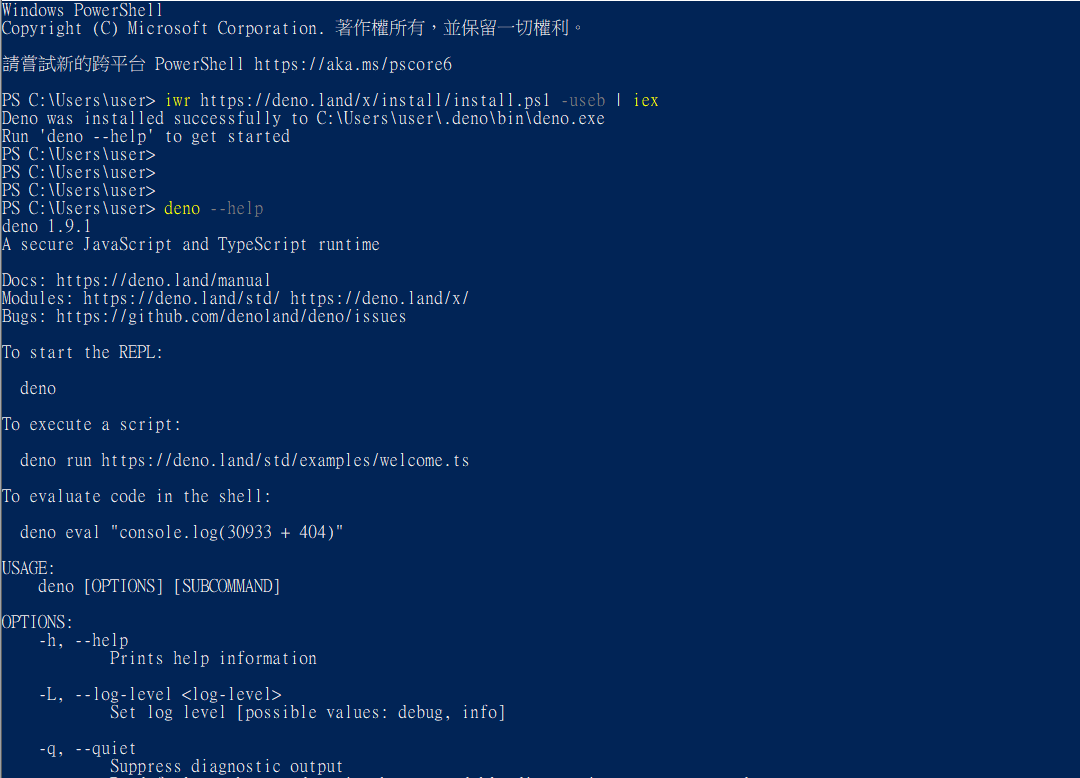 Windows PowerShell
Copyright (C) Microsoft Corporation. 著作權所有，並保留一切權利。
請嘗試新的跨平台 PowerShell https://aka.ms/pscore6
PS C:\Users\user> iwr https://deno.land/x/install/install.ps1 -useb | iex
Deno was installed successfully to C:\Users\user\.deno\bin\deno.exe
Run 'deno --help' to get started
PS C:\Users\user>
PS C:\Users\user>
PS C:\Users\user>
PS C:\Users\user> deno --help
deno 1.9.1
A secure JavaScript and TypeScript runtime
Docs: https://deno.land/manual
Modules: https://deno.land/std/ https://deno.land/x/
Bugs: https://github.com/denoland/deno/issues
To start the REPL:
deno
To execute a script:
deno run https://deno.land/std/examples/welcome.ts
To evaluate code in the shell:
deno eval "console.log(30933 + 404)"
USAGE:
deno [OPTIONS] [SUBCOMMAND]
OPTIONS:
-h, --help
Prints help information
-L, --log-level <log-level>
Set log level [possible values: debug, info]
-q, --quiet
Suppress diagnostic output